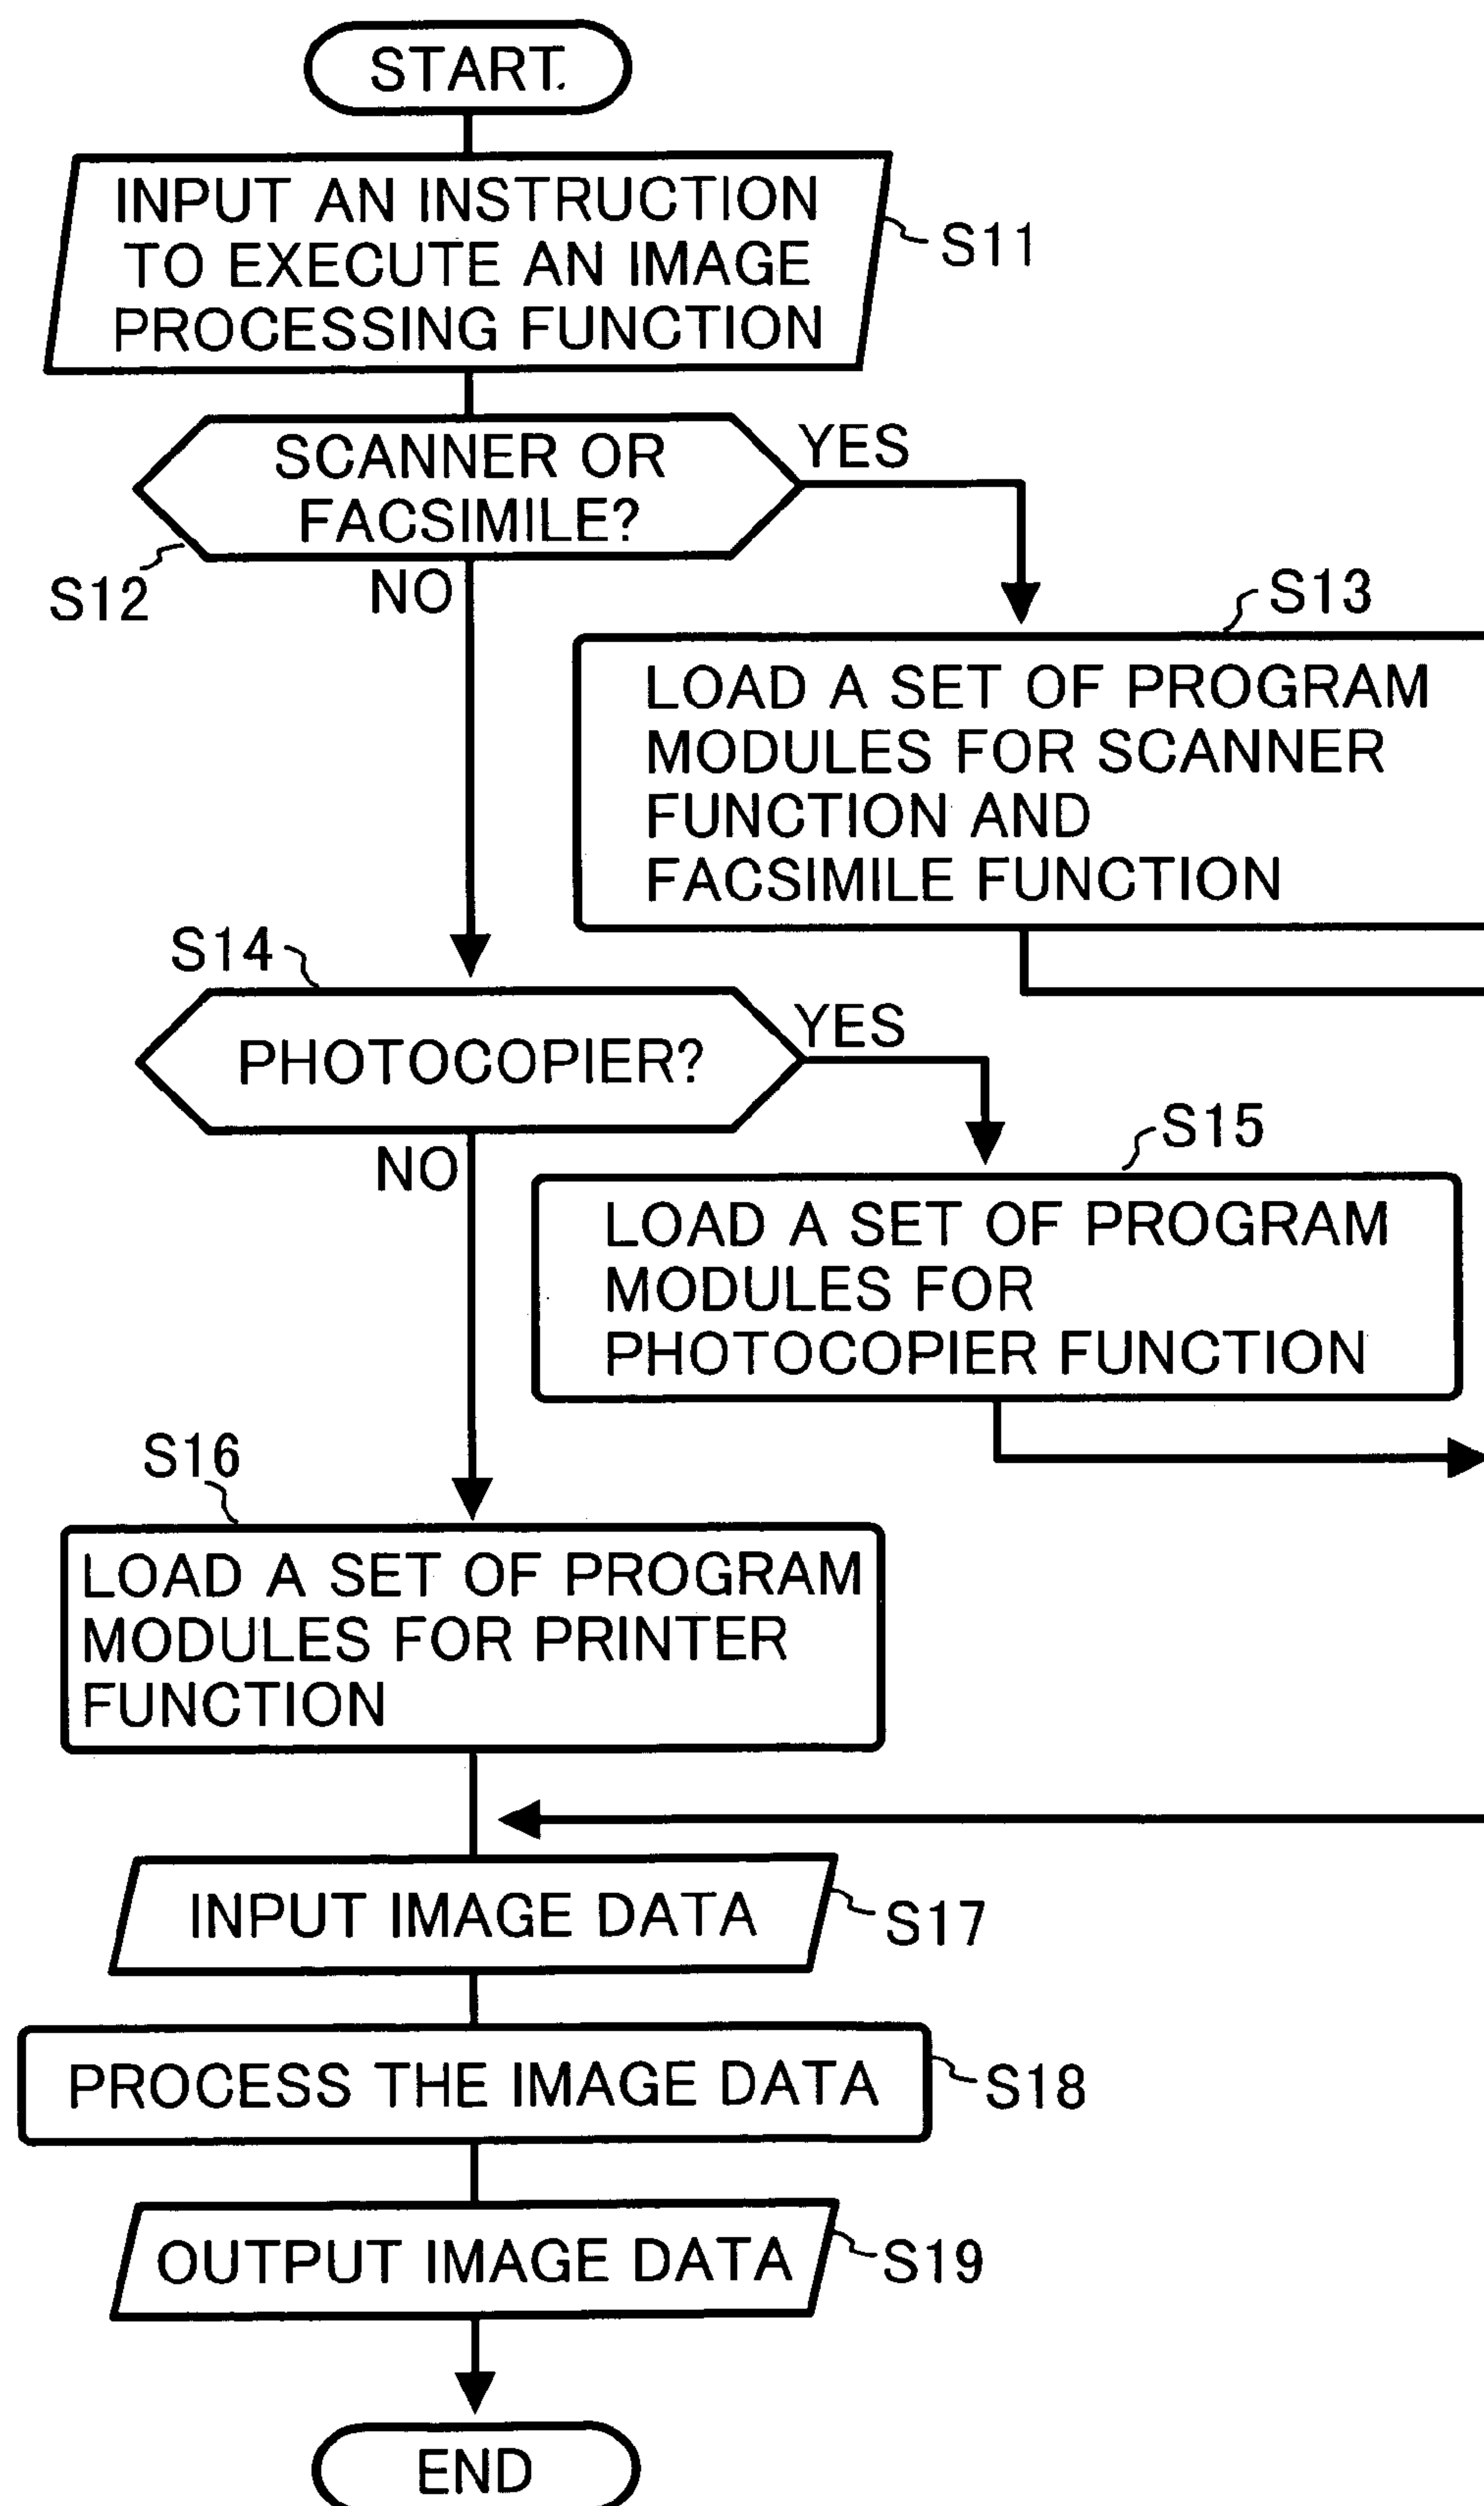 START
INPUT AN INSTRUCTION
TO EXECUTE AN IMAGE
PROCESSING FUNCTION
S11
SCANNER OR
FACSIMILE?
YES
S12
NO
S13
LOAD A SET OF PROGRAM
MODULES FOR SCANNER
FUNCTION AND
FACSIMILE FUNCTION
S14
PHOTOCOPIER?
YES
NO
S15
LOAD A SET OF PROGRAM
MODULES FOR
PHOTOCOPIER FUNCTION
S16
LOAD A SET OF PROGRAM
MODULES FOR PRINTER
FUNCTION
INPUT IMAGE DATA
S17
PROCESS THE IMAGE DATA
S18
OUTPUT IMAGE DATA
S19
END